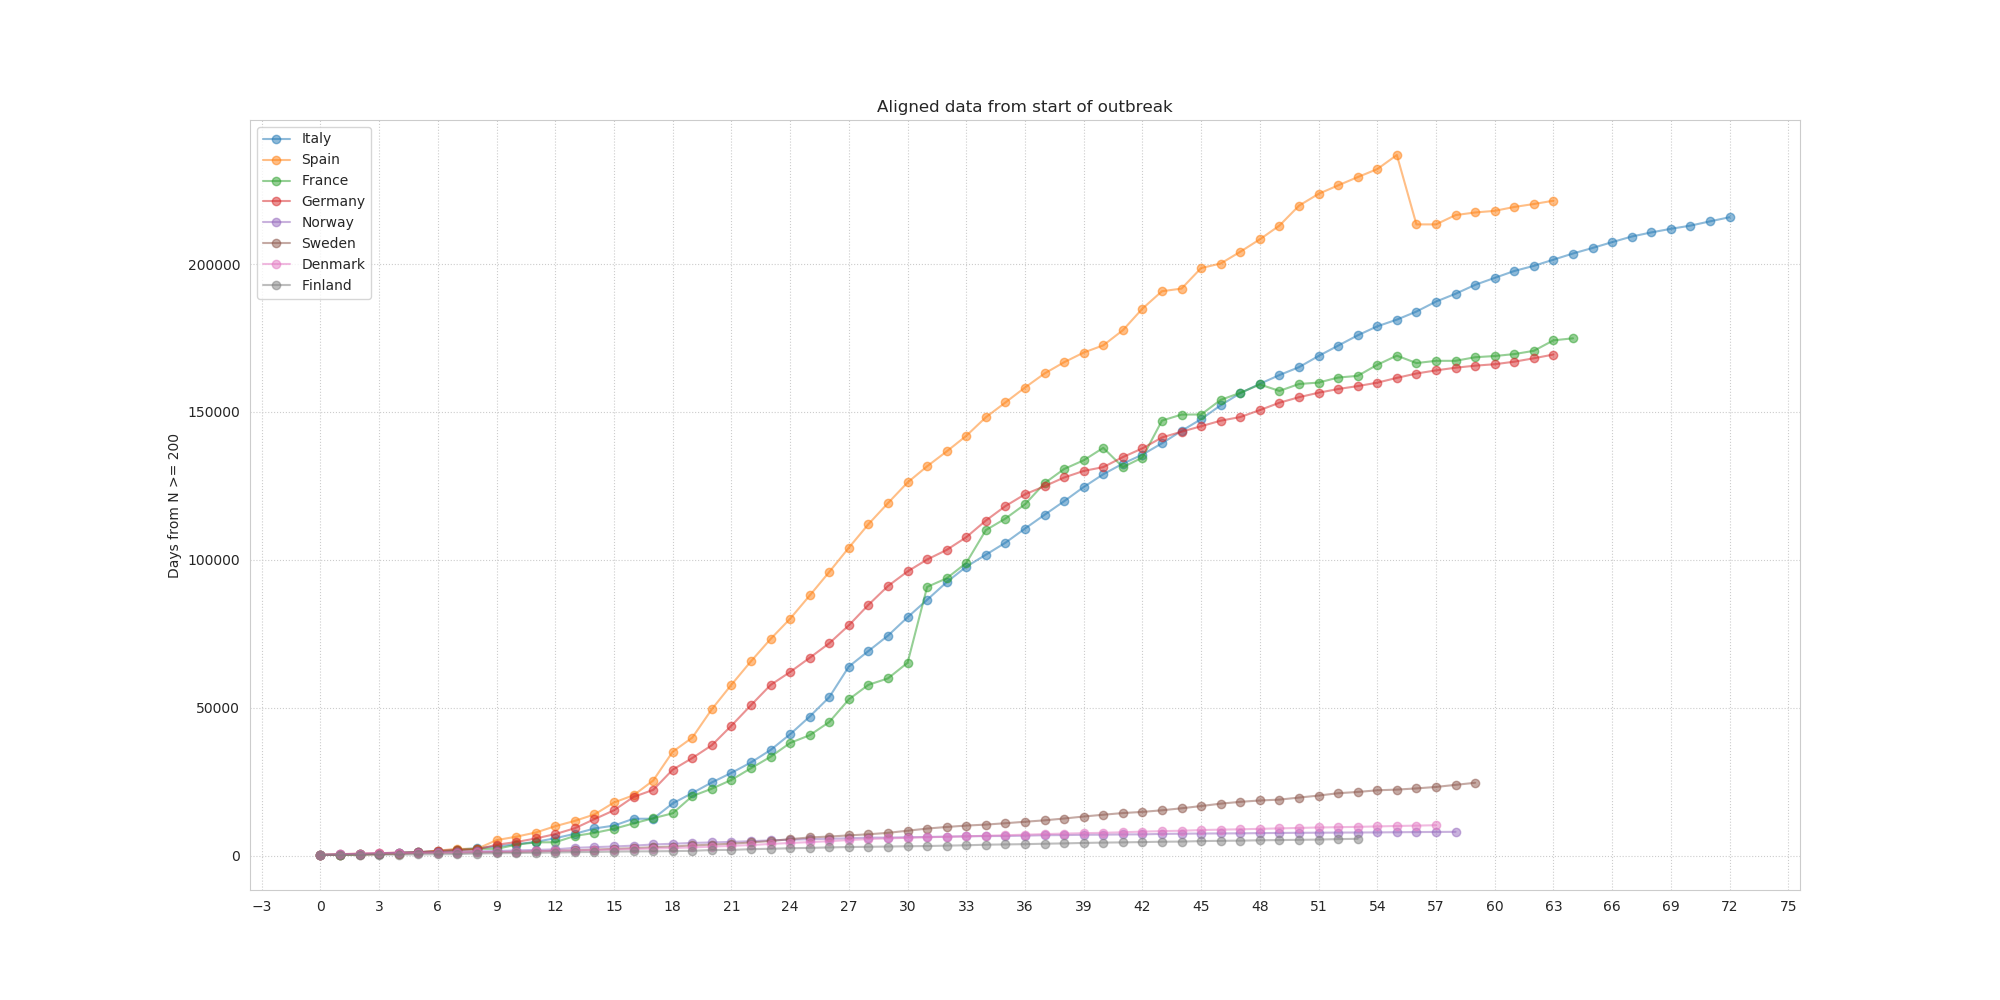 Aligned data from start of outbreak
Italy
Spain
France
Germany
Norway
Sweden
Denmark
Finland
200000
150000
100000
50000
0
Days from N >= 200
−3 0 3 6 9 12 15 18 21 24 27 30 33 36 39 42 45 48 51 54 57 60 63 66 69 72 75